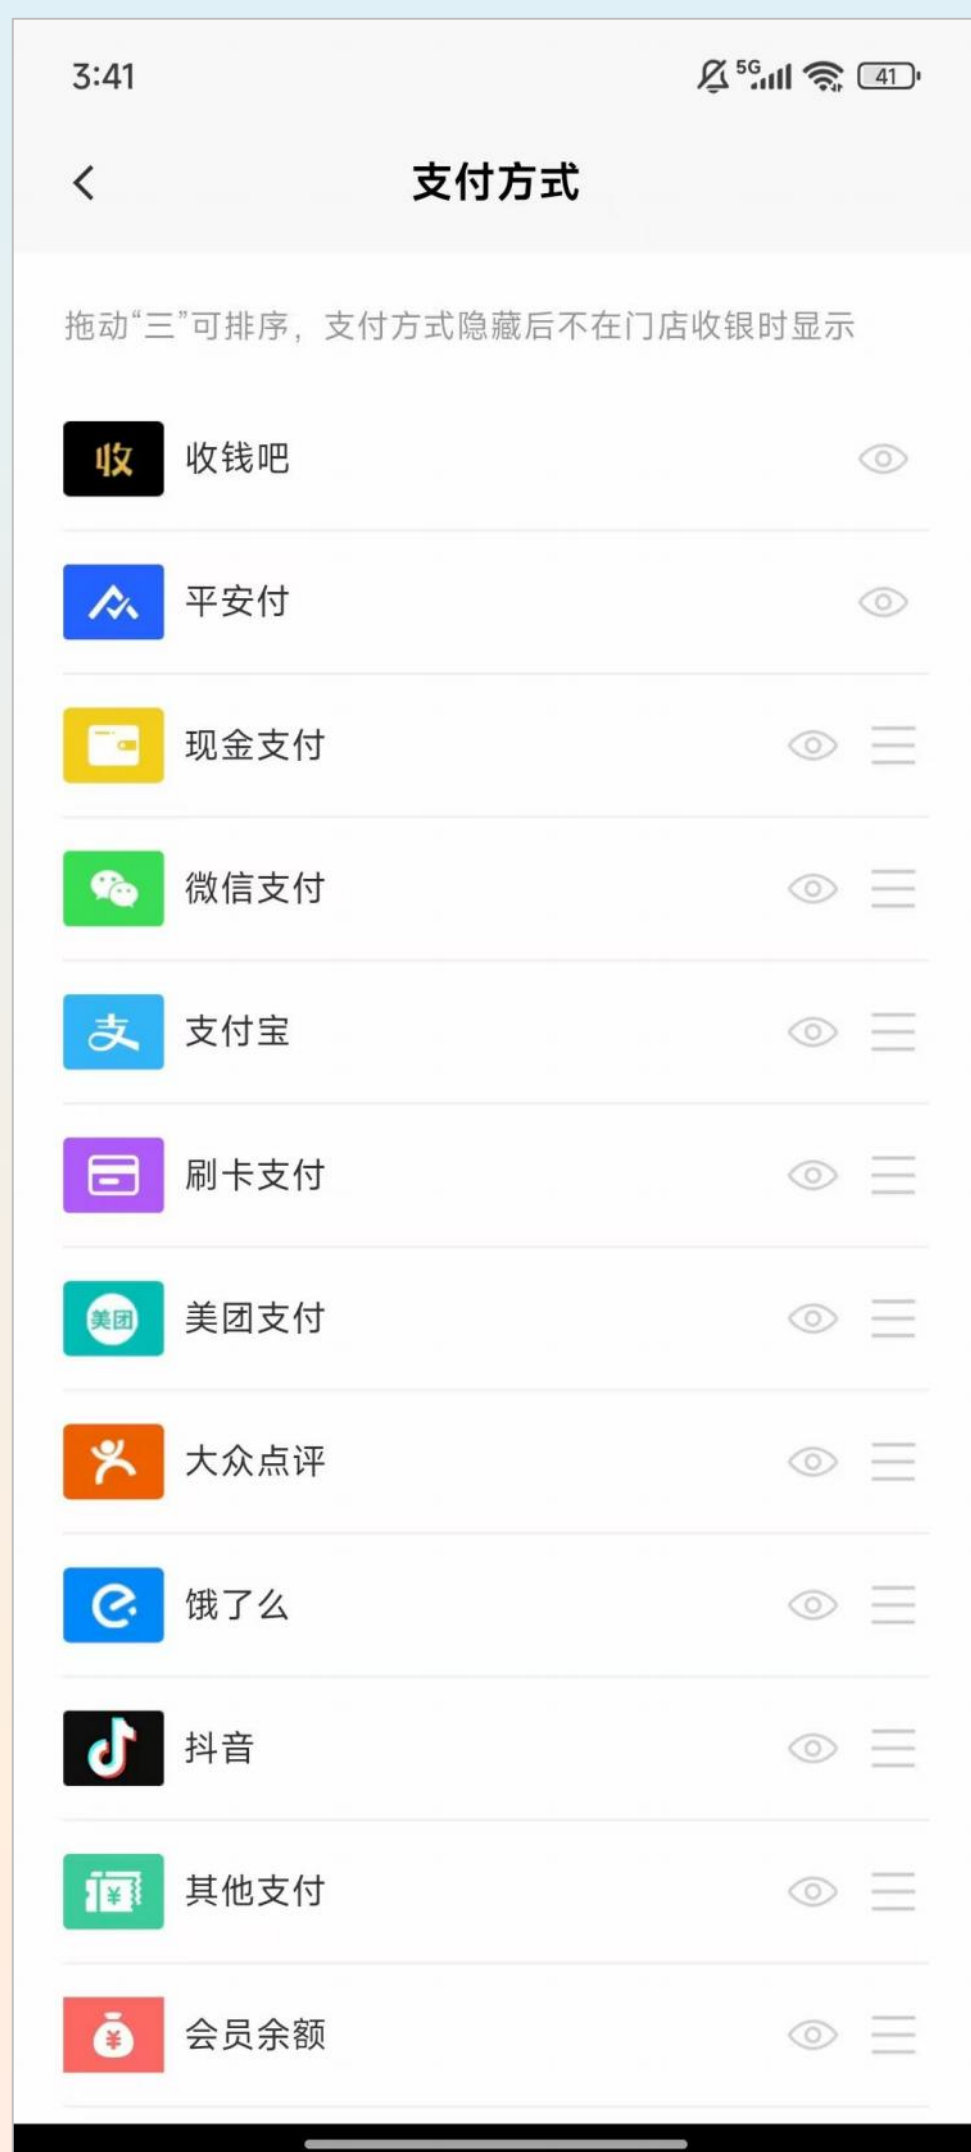 3:41
5G
41
支付方式
拖动“三”可排序，支付方式隐藏后不在门店收银时显示
收 收钱吧
平安付
现金支付
微信支付
支 支付宝
刷卡支付
美团 美团支付
大众点评
饿了么
抖音
¥ 其他支付
¥ 会员余额